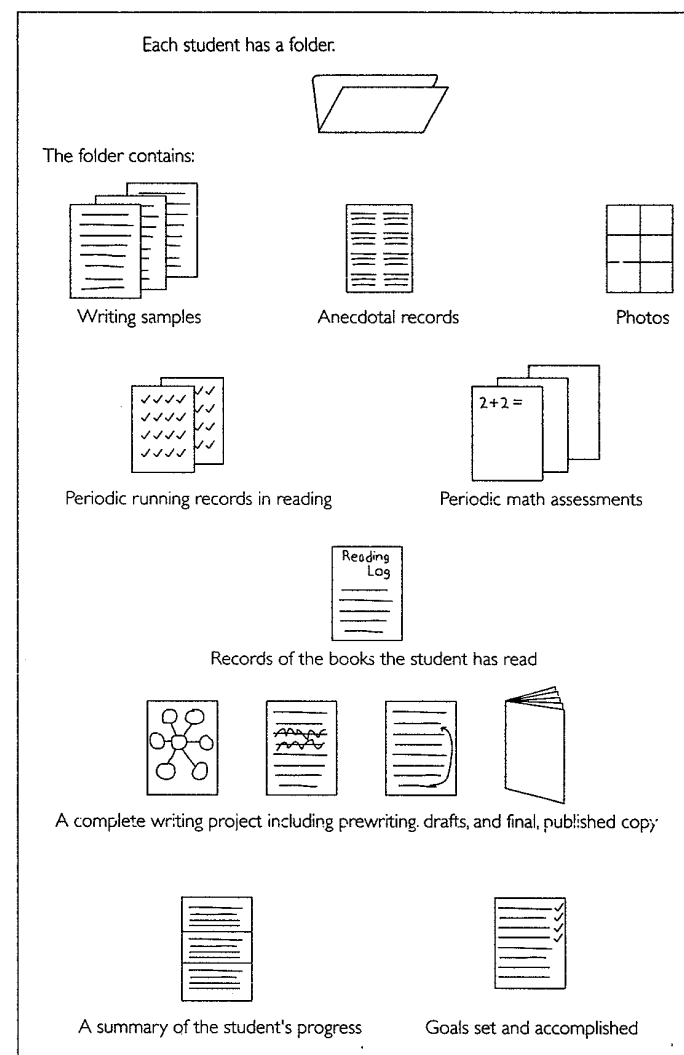 Each student has a folder.
The folder contains:
Writing samples
Anecdotal records
Photos
2+2=
Periodic running records in reading
Periodic math assessments
Reading
Log
Records of the books the student has read
A complete writing project including prewriting, drafts, and final, published copy
A summary of the student's progress
Goals set and accomplished